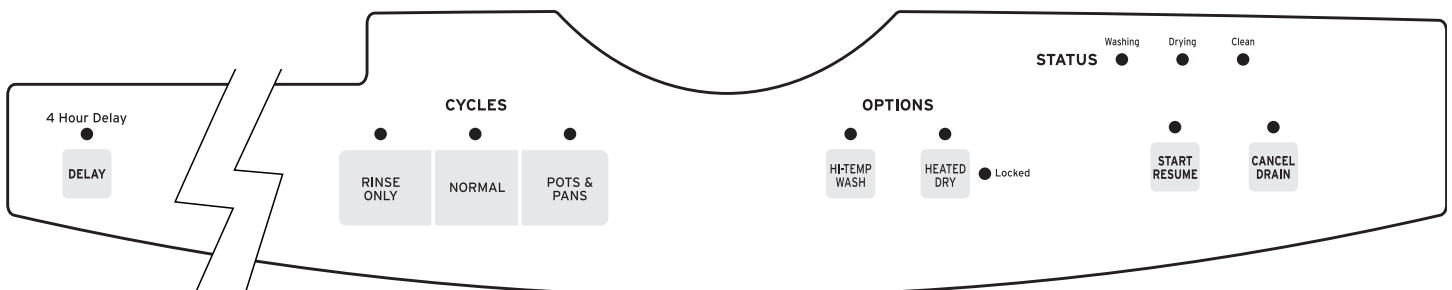 4 Hour Delay
DELAY
CYCLES
RINSE
ONLY
NORMAL
POTS &
PANS
OPTIONS
HI-TEMP
WASH
HEATED
DRY
Locked
STATUS
Washing
Drying
Clean
START
RESUME
CANCEL
DRAIN